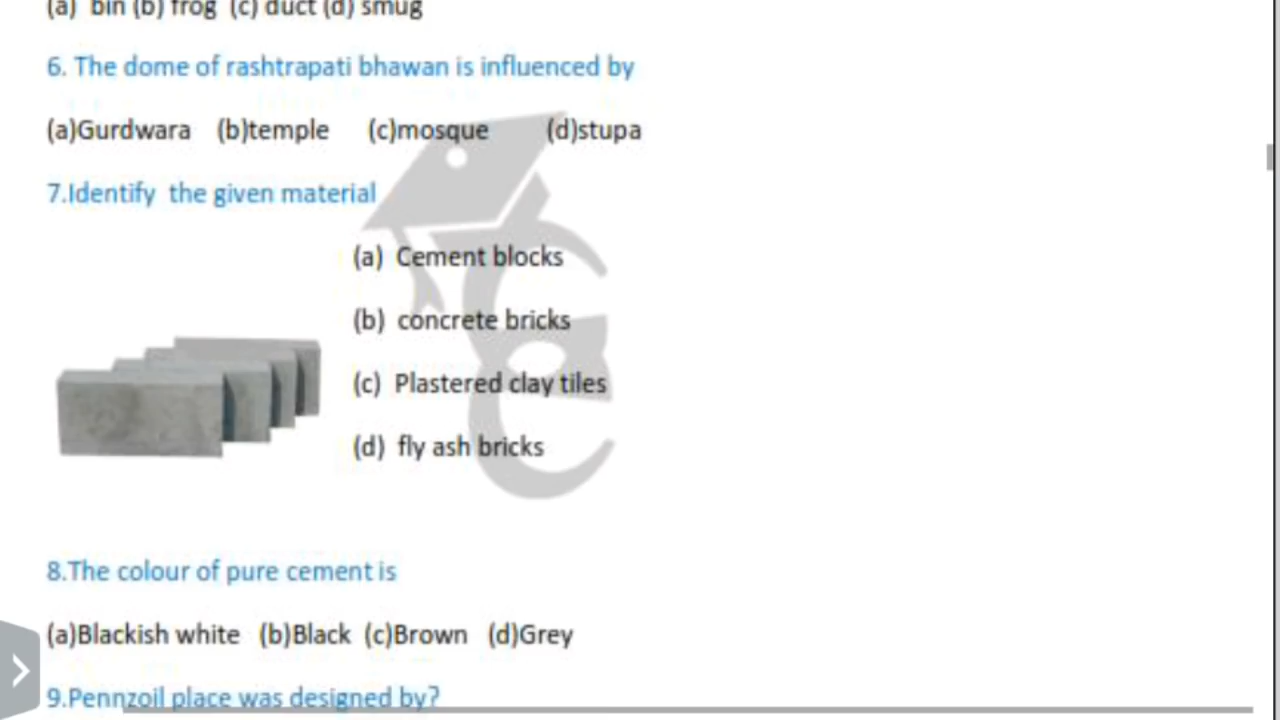 (a) bin (b) frog (c) duct (d) smug
6. The dome of rashtrapati bhawan is influenced by
(a)Gurdwara (b)temple (c)mosque (d)stupa
7.Identify the given material
(a) Cement blocks
(b) concrete bricks
(c) Plastered clay tiles
(d) fly ash bricks
8.The colour of pure cement is
(a)Blackish white (b)Black (c)Brown (d)Grey
9.Pennzoil place was designed by?